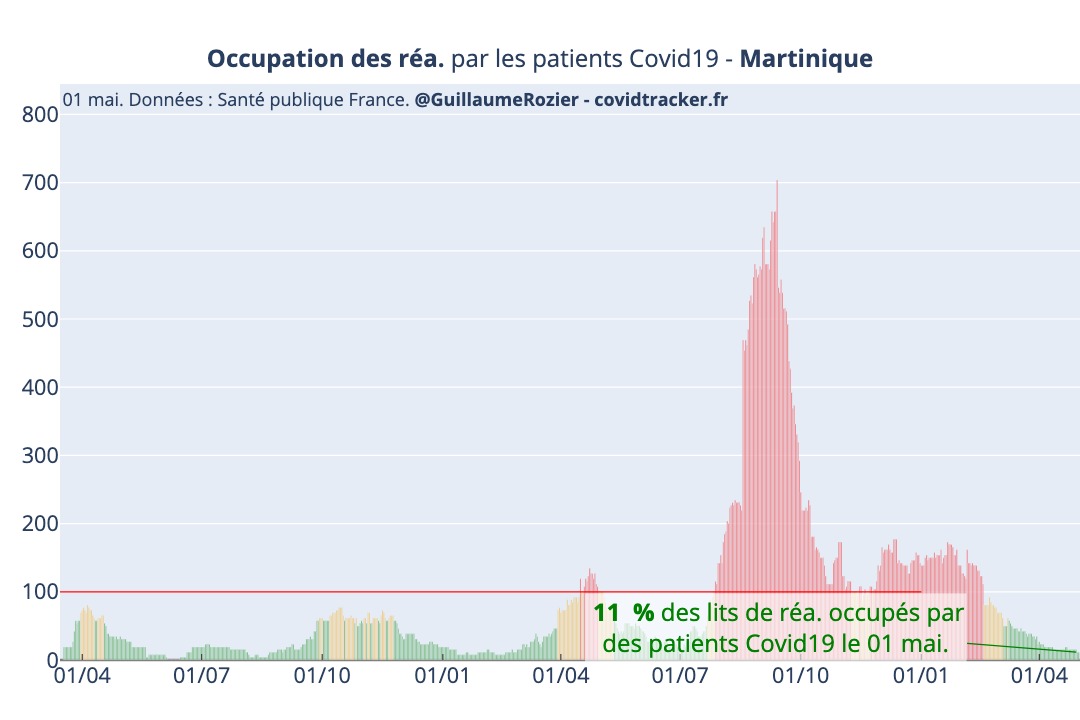 Occupation des réa. par les patients Covid19 - Martinique
01 mai. Données : Santé publique France. @GuillaumeRozier - covidtracker.fr
800
700
600
500
400
300
200
100
0
11 % des lits de réa. occupés par
des patients Covid19 le 01 mai.
01/04 01/07 01/10 01/01 01/04 01/07 01/10 01/01 01/04